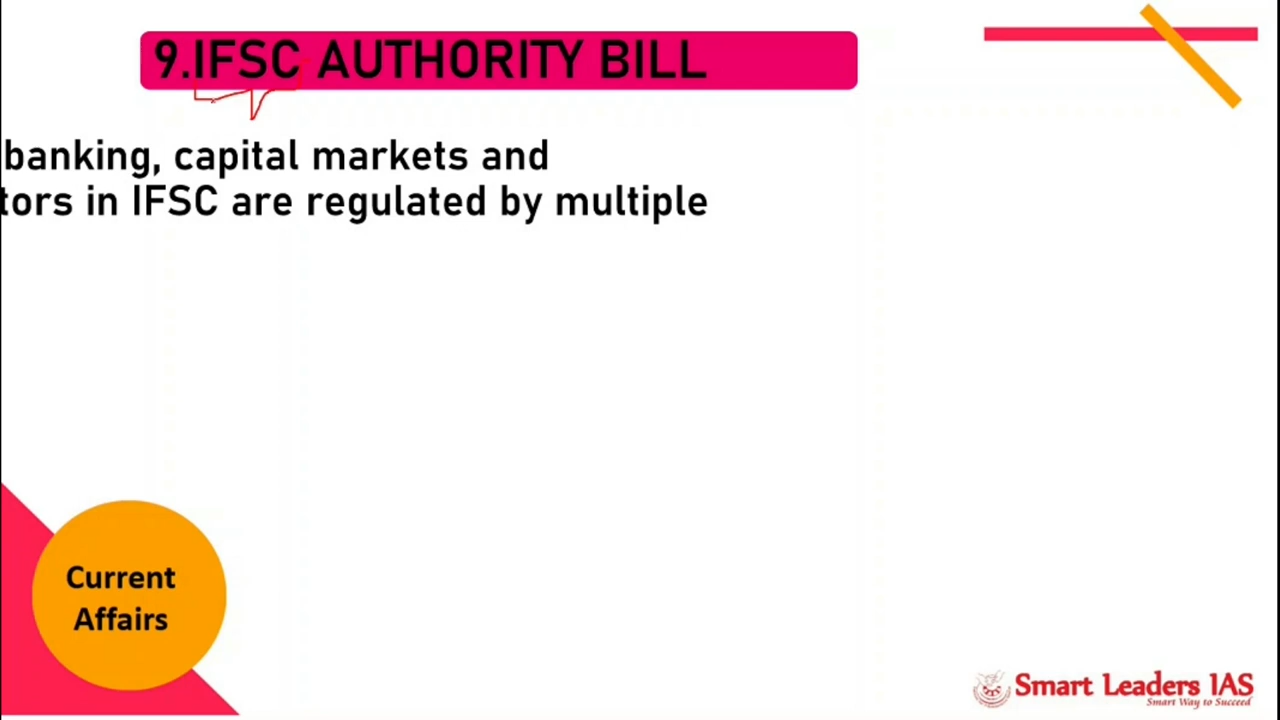 9.IFSC AUTHORITY BILL
banking, capital markets and
tors in IFSC are regulated by multiple
Current
Affairs
Smart Leaders IAS
Smart Way to Succeed